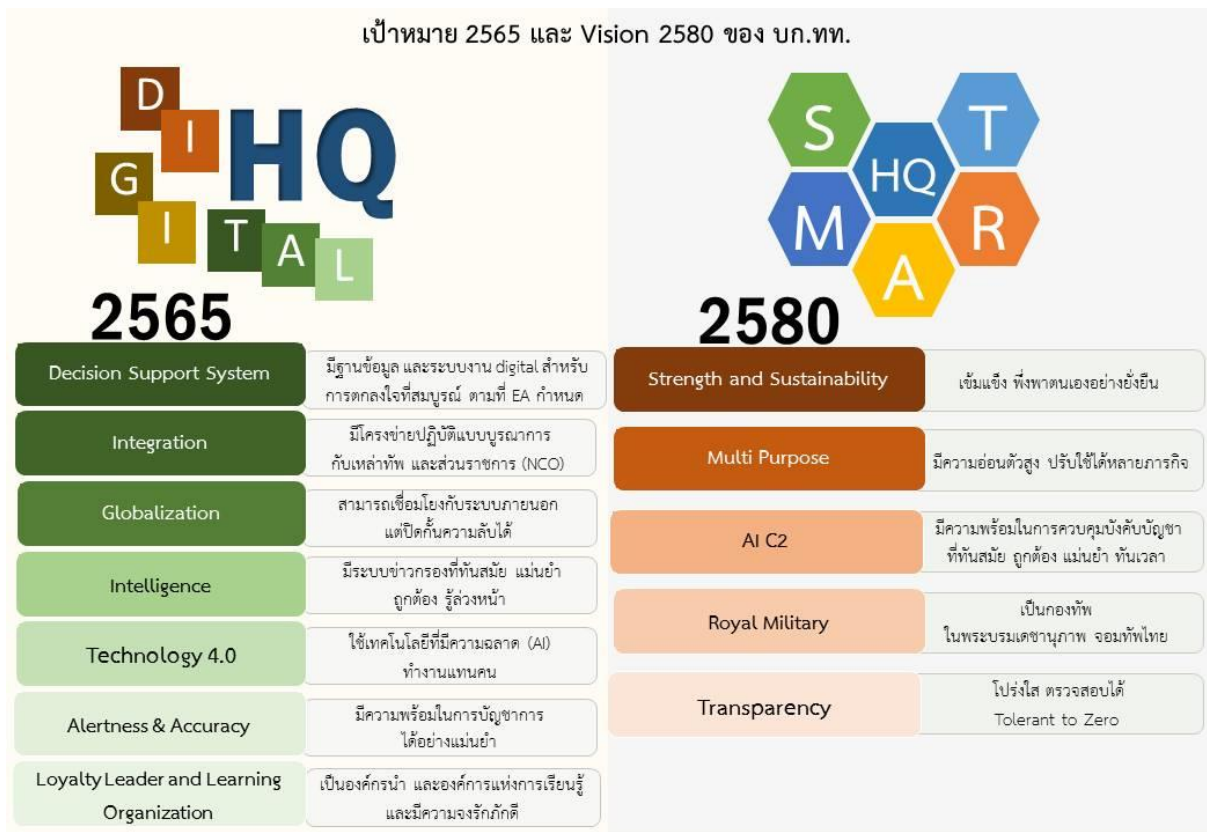 เป้าหมาย 2565 และ Vision 2580 ของ บก.ทท.
DIGITAL
HQ
2565
Decision Support System
มีฐานข้อมูล และระบบงาน digital สำหรับ
การตกลงใจที่สมบูรณ์ ตามที่ EA กำหนด
Integration
มีโครงข่ายปฏิบัติแบบบูรณาการ
กับเหล่าทัพ และส่วนราชการ (NCO)
Globalization
สามารถเชื่อมโยงกับระบบภายนอก
แต่ปิดกั้นความลับได้
Intelligence
มีระบบข่าวกรองที่ทันสมัย แม่นยำ
ถูกต้อง รู้ล่วงหน้า
Technology 4.0
ใช้เทคโนโลยีที่มีความฉลาด (AI)
ทำงานแทนคน
Alertness & Accuracy
มีความพร้อมในการบัญชาการ
ได้อย่างแม่นยำ
Loyalty Leader and Learning
Organization
เป็นองค์กรนำ และองค์การแห่งการเรียนรู้
และมีความจงรักภักดี
SMART
HQ
2580
Strength and Sustainability
เข้มแข็ง พึ่งพาตนเองอย่างยั่งยืน
Multi Purpose
มีความอ่อนตัวสูง ปรับใช้ได้หลายภารกิจ
AI C2
มีความพร้อมในการควบคุมบังคับบัญชา
ที่ทันสมัย ถูกต้อง แม่นยำ ทันเวลา
Royal Military
เป็นกองทัพ
ในพระบรมเดชานุภาพ จอมทัพไทย
Transparency
โปร่งใส ตรวจสอบได้
Tolerant to Zero